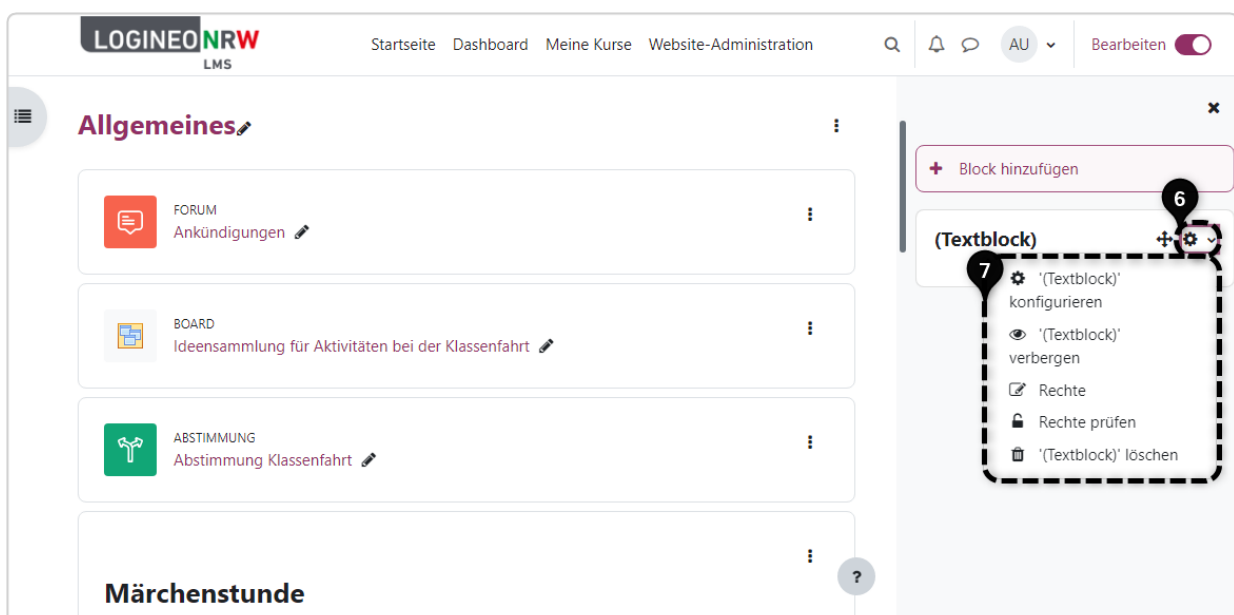 LOGINEO NRW
LMS
Startseite Dashboard Meine Kurse Website-Administration
AU
Bearbeiten
Allgemeines
FORUM
Ankündigungen
BOARD
Ideensammlung für Aktivitäten bei der Klassenfahrt
ABSTIMMUNG
Abstimmung Klassenfahrt
Märchenstunde
?
+ Block hinzufügen
6
(Textblock)
7
'(Textblock)'
konfigurieren
'(Textblock)'
verbergen
Rechte
Rechte prüfen
'(Textblock)' löschen